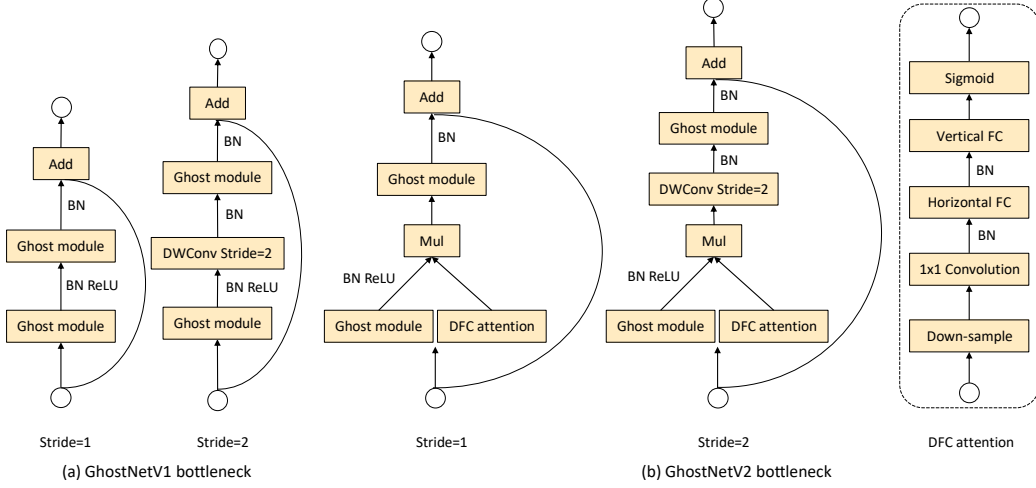 Add
BN
Ghost module
BN ReLU
Ghost module
Stride=1
Add
BN
Ghost module
BN
DWConv Stride=2
BN ReLU
Ghost module
Stride=2
(a) GhostNetV1 bottleneck
Add
BN
Ghost module
Mul
BN ReLU
Ghost module
DFC attention
Stride=1
Add
BN
Ghost module
BN
DWConv Stride=2
Mul
BN ReLU
Ghost module
DFC attention
Stride=2
(b) GhostNetV2 bottleneck
Sigmoid
Vertical FC
BN
Horizontal FC
BN
1x1 Convolution
Down-sample
DFC attention